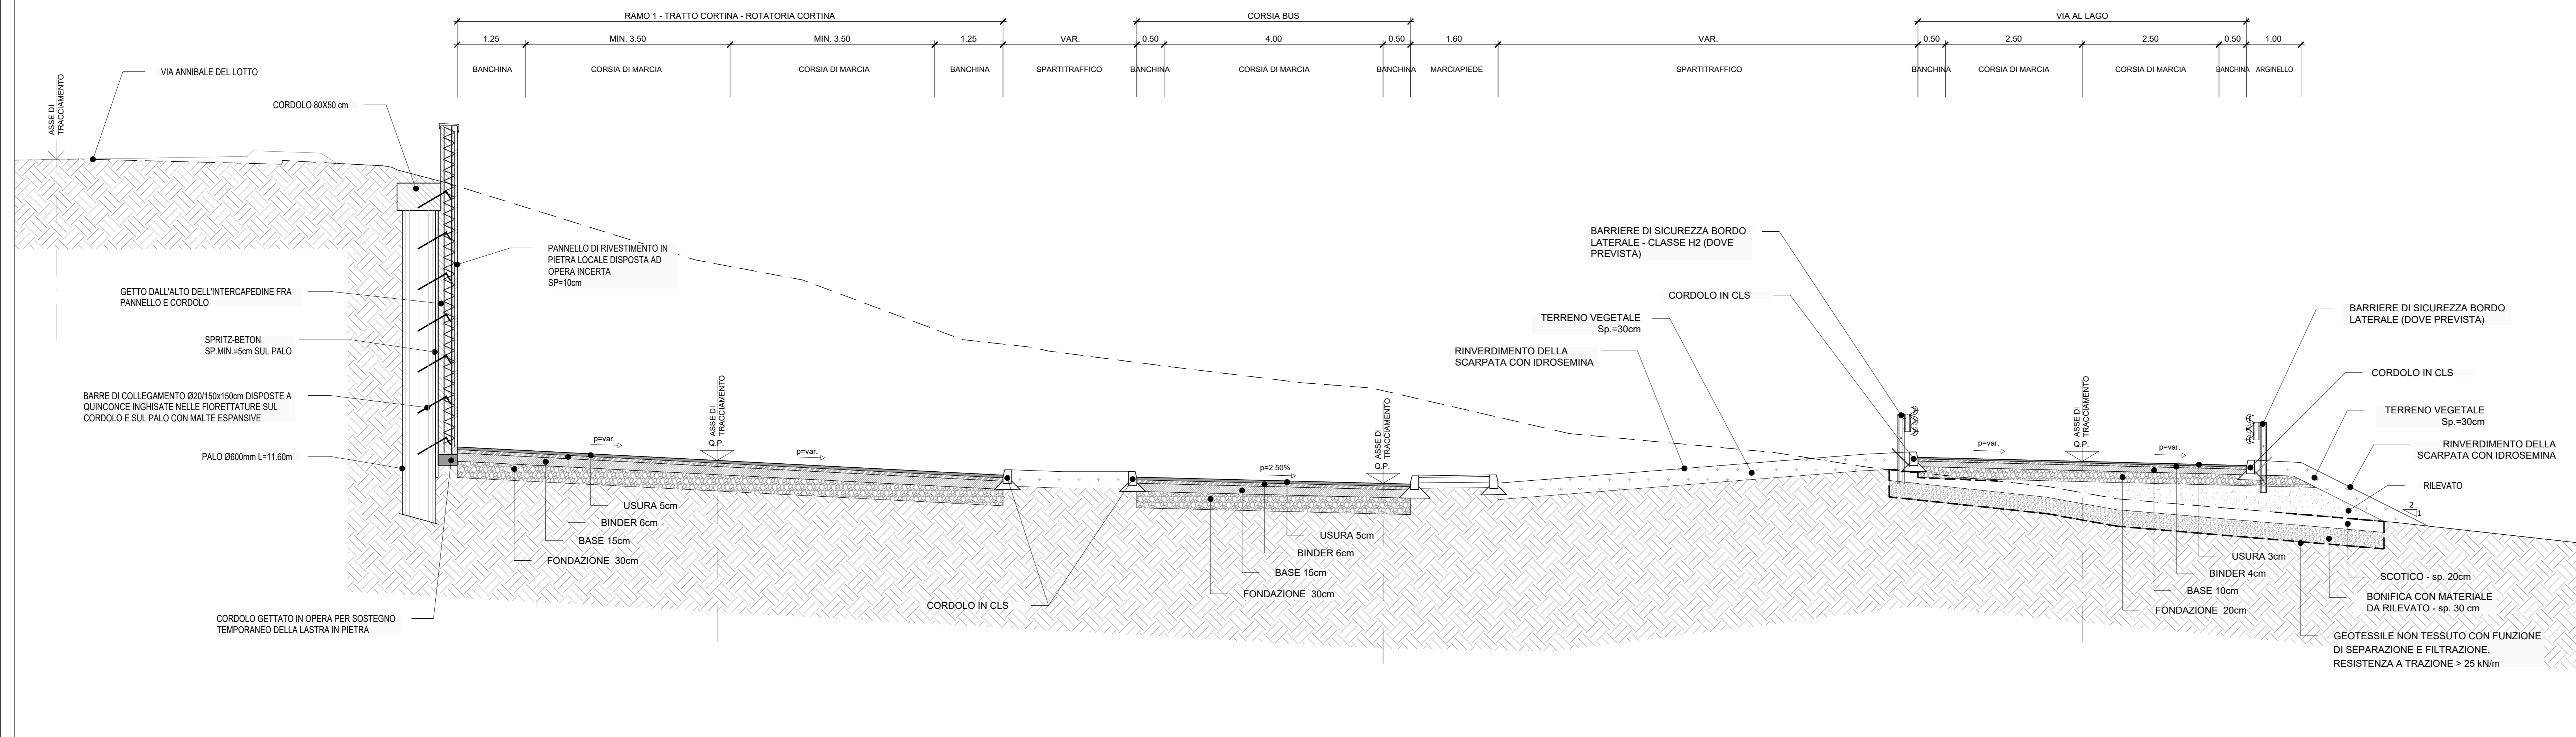 RAMO 1 - TRATTO CORTINA - ROTATORIA CORTINA
CORSIA BUS
VIA AL LAGO
1.25
MIN. 3.50
MIN. 3.50
1.25
VAR.
0.50
4.00
0.50
1.60
VAR.
0.50
2.50
2.50
0.50
1.00
BANCHINA
CORSIA DI MARCIA
CORSIA DI MARCIA
BANCHINA
SPARTITRAFFICO
BANCHINA
CORSIA DI MARCIA
BANCHINA
MARCIAPIEDE
SPARTITRAFFICO
BANCHINA
CORSIA DI MARCIA
CORSIA DI MARCIA
BANCHINA
ARGINELLO
ASSE DI
TRACCIAMENTO
VIA ANNIBALE DEL LOTTO
CORDOLO 80X50 cm
PANNELLO DI RIVESTIMENTO IN
PIETRA LOCALE DISPOSTA AD
OPERA INCERTA
SP=10cm
GETTO DALL'ALTO DELL'INTERCAPEDINE FRA
PANNELLO E CORDOLO
SPRITZ-BETON
SP.MIN.=5cm SUL PALO
BARRE DI COLLEGAMENTO Ø20/150x150cm DISPOSTE A
QUINCONCE INGHISATE NELLE FIORETTATURE SUL
CORDOLO E SUL PALO CON MALTE ESPANSIVE
PALO Ø600mm L=11.60m
CORDOLO GETTATO IN OPERA PER SOSTEGNO
TEMPORANEO DELLA LASTRA IN PIETRA
p=var.
ASSE DI
TRACCIAMENTO
Q.P.
p=var.
USURA 5cm
BINDER 6cm
BASE 15cm
FONDAZIONE 30cm
CORDOLO IN CLS
p=2.50%
ASSE DI
TRACCIAMENTO
Q.P.
USURA 5cm
BINDER 6cm
BASE 15cm
FONDAZIONE 30cm
BARRIERE DI SICUREZZA BORDO
LATERALE - CLASSE H2 (DOVE
PREVISTA)
CORDOLO IN CLS
TERRENO VEGETALE
Sp.=30cm
RINVERDIMENTO DELLA
SCARPATA CON IDROSEMINA
p=var.
ASSE DI
TRACCIAMENTO
Q.P.
p=var.
BARRIERE DI SICUREZZA BORDO
LATERALE (DOVE PREVISTA)
CORDOLO IN CLS
TERRENO VEGETALE
Sp.=30cm
RINVERDIMENTO DELLA
SCARPATA CON IDROSEMINA
RILEVATO
2
1
USURA 3cm
BINDER 4cm
BASE 10cm
FONDAZIONE 20cm
SCOTICO - sp. 20cm
BONIFICA CON MATERIALE
DA RILEVATO - sp. 30 cm
GEOTESSILE NON TESSUTO CON FUNZIONE
DI SEPARAZIONE E FILTRAZIONE,
RESISTENZA A TRAZIONE > 25 kN/m